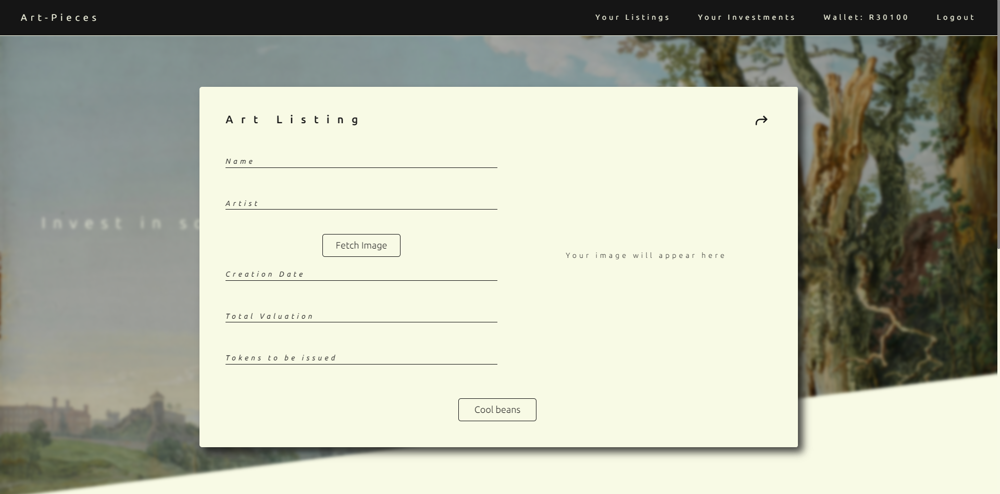 Art-Pieces
Your Listings Your Investments Wallet: R30100 Logout
Art Listing
Name
Artist
Invest in
Fetch Image
Your image will appear here
Creation Date
Total Valuation
Tokens to be issued
Cool beans